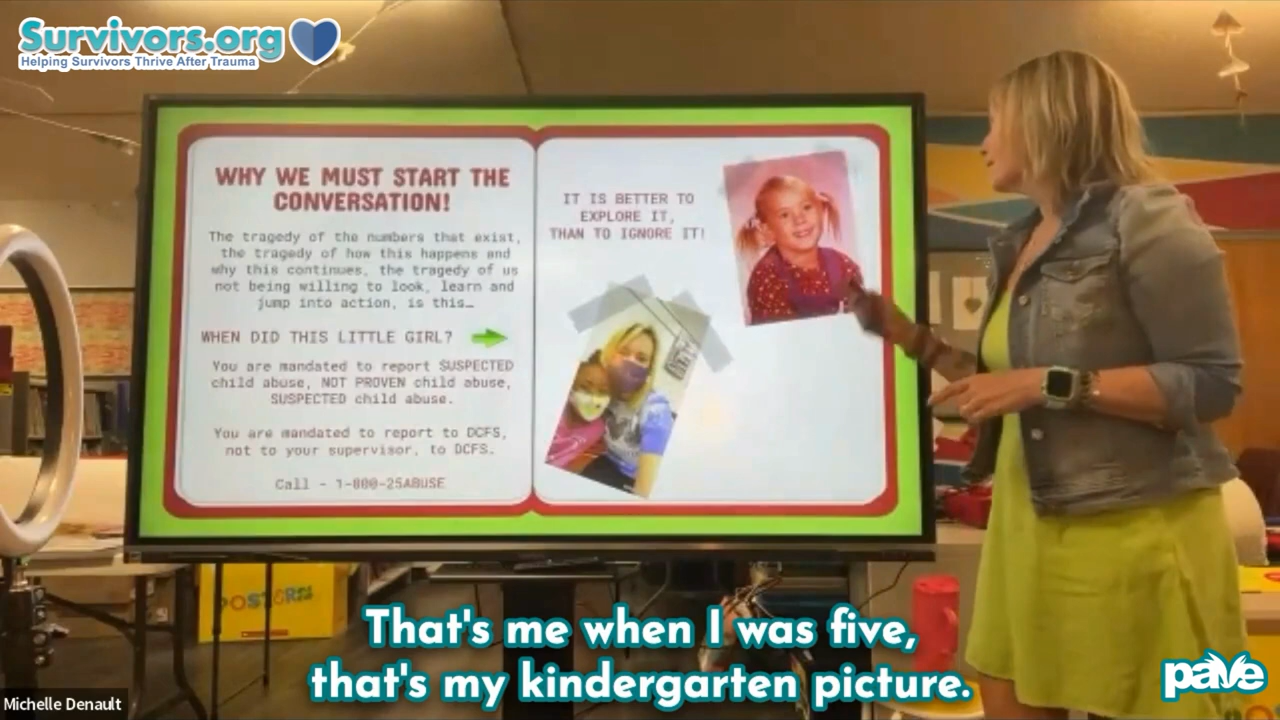 Survivors.org
Helping Survivors Thrive After Trauma
WHY WE MUST START THE
CONVERSATION!
The tragedy of the numbers that exist,
the tragedy of how this happens and
why this continues, the tragedy of us
not being willing to look, learn and
jump into action, is this…
WHEN DID THIS LITTLE GIRL?
You are mandated to report SUSPECTED
child abuse, NOT PROVEN child abuse,
SUSPECTED child abuse.
You are mandated to report to DCFS,
not to your supervisor, to DCFS.
Call - 1-800-25ABUSE
IT IS BETTER TO
EXPLORE IT,
THAN TO IGNORE IT!
POSTERS!
That's me when I was five,
that's my kindergarten picture.
Michelle Denault
pave